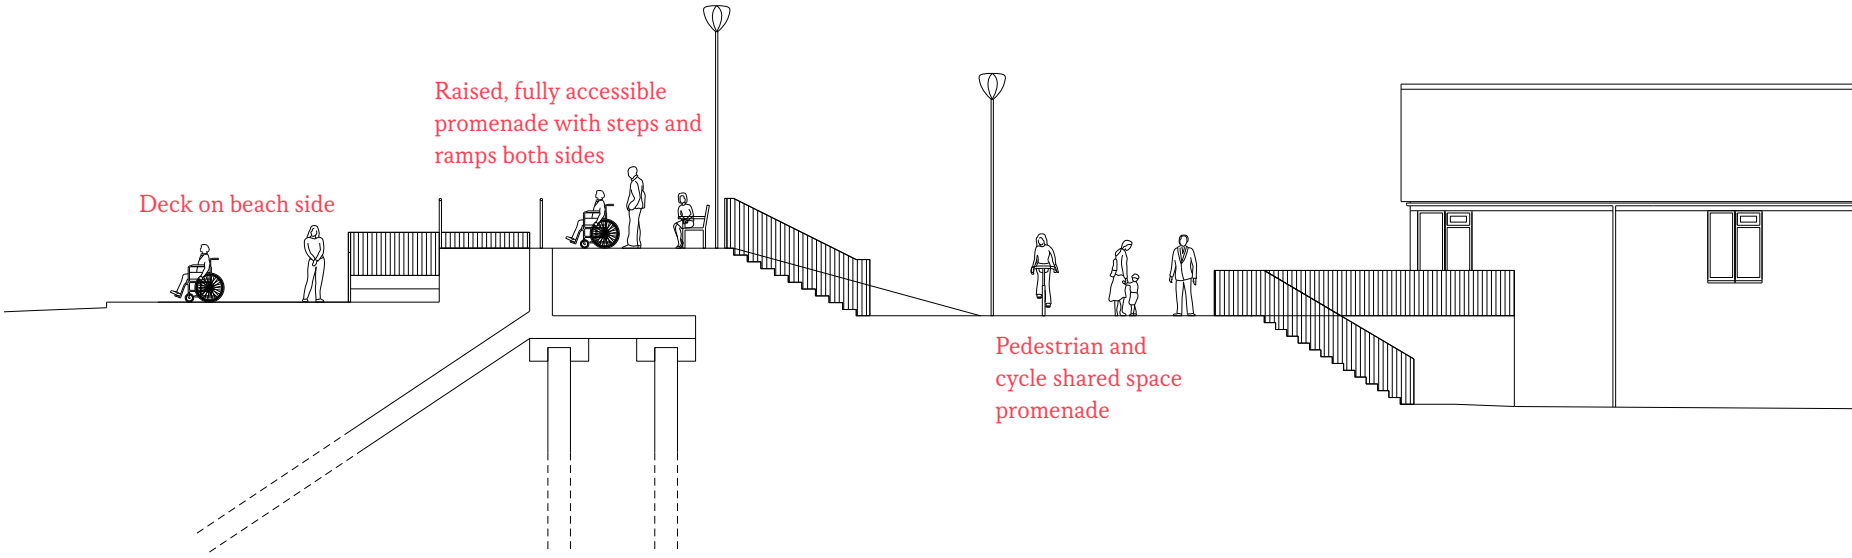 Raised, fully accessible
promenade with steps and
ramps both sides
Deck on beach side
Pedestrian and
cycle shared space
promenade